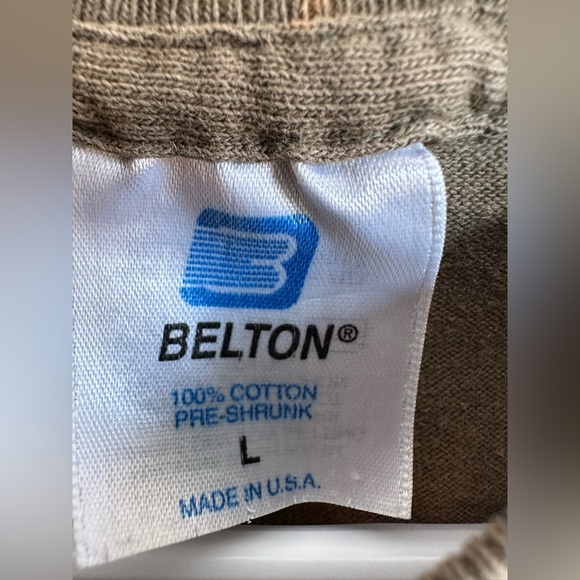 BELTON®
100% COTTON
PRE-SHRUNK
L
MADE IN U.S.A.